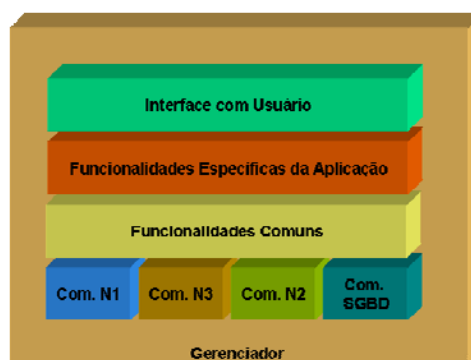 Interface com Usuário
Funcionalidades Específicas da Aplicação
Funcionalidades Comuns
Com. N1
Com. N3
Com. N2
Com.
SGBD
Gerenciador